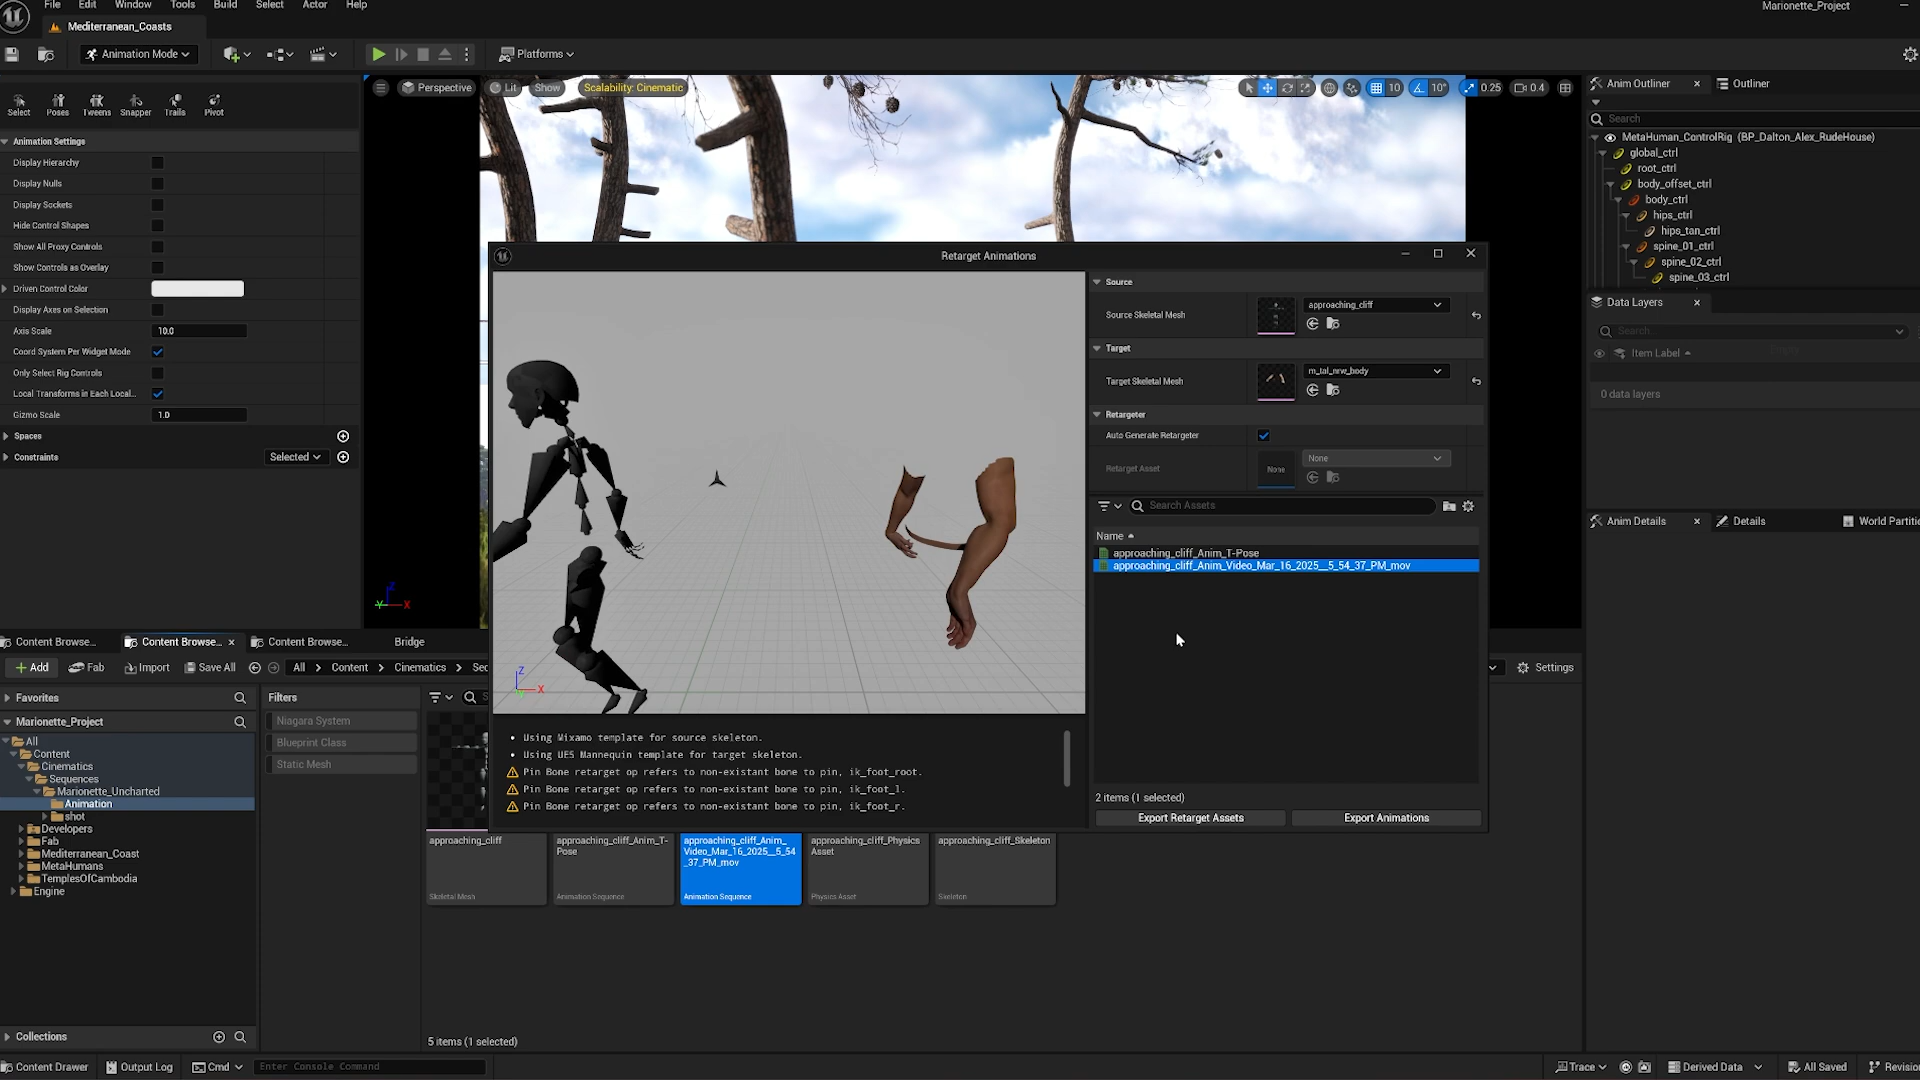 File Edit Window Tools Build Select Actor Help
Marionette_Project
Mediterranean_Coasts
Animation Mode
Platforms
Select Poses Tweens Snapper Trails Pivot
Animation Settings
Display Hierarchy
Display Nulls
Display Sockets
Hide Control Shapes
Show All Proxy Controls
Show Controls as Overlay
Driven Control Color
Display Axes on Selection
Axis Scale 10.0
Coord System Per Widget Mode
Only Select Rig Controls
Local Transforms in Each Local...
Gizmo Scale 1.0
Spaces
Constraints Selected
Perspective Lit Show Scalability: Cinematic
10 10° 0.25 0.4
Z
Y X
Retarget Animations
Source
Source Skeletal Mesh approaching_cliff
Target
Target Skeletal Mesh m_tal_nrw_body
Retargeter
Auto Generate Retargeter
Retarget Asset None None
Search Assets
Name
approaching_cliff_Anim_T-Pose
approaching_cliff_Anim_Video_Mar_16_2025__5_54_37_PM_mov
2 items (1 selected)
Export Retarget Assets Export Animations
Z
X
• Using Mixamo template for source skeleton.
• Using UE5 Mannequin template for target skeleton.
Pin Bone retarget op refers to non-existant bone to pin, ik_foot_root.
Pin Bone retarget op refers to non-existant bone to pin, ik_foot_l.
Pin Bone retarget op refers to non-existant bone to pin, ik_foot_r.
Anim Outliner Outliner
Search
MetaHuman_ControlRig (BP_Dalton_Alex_RudeHouse)
global_ctrl
root_ctrl
body_offset_ctrl
body_ctrl
hips_ctrl
hips_tan_ctrl
spine_01_ctrl
spine_02_ctrl
spine_03_ctrl
Data Layers
Search...
Item Label
0 data layers
Anim Details Details World Partiti
Content Browse... Content Browse... Content Browse... Bridge
Add Fab Import Save All All > Content > Cinematics > Sec
Settings
Favorites
Marionette_Project
All
Content
Cinematics
Sequences
Marionette_Uncharted
Animation
shot
Developers
Fab
Mediterranean_Coast
MetaHumans
TemplesOfCambodia
Engine
Collections
Filters
Niagara System
Blueprint Class
Static Mesh
S
approaching_cliff
Skeletal Mesh
approaching_cliff_Anim_T-
Pose
Animation Sequence
approaching_cliff_Anim_
Video_Mar_16_2025__5_54
_37_PM_mov
Animation Sequence
approaching_cliff_Physics
Asset
Physics Asset
approaching_cliff_Skeleton
Skeleton
5 items (1 selected)
Content Drawer Output Log Cmd Enter Console Command
Trace Derived Data All Saved Revisio